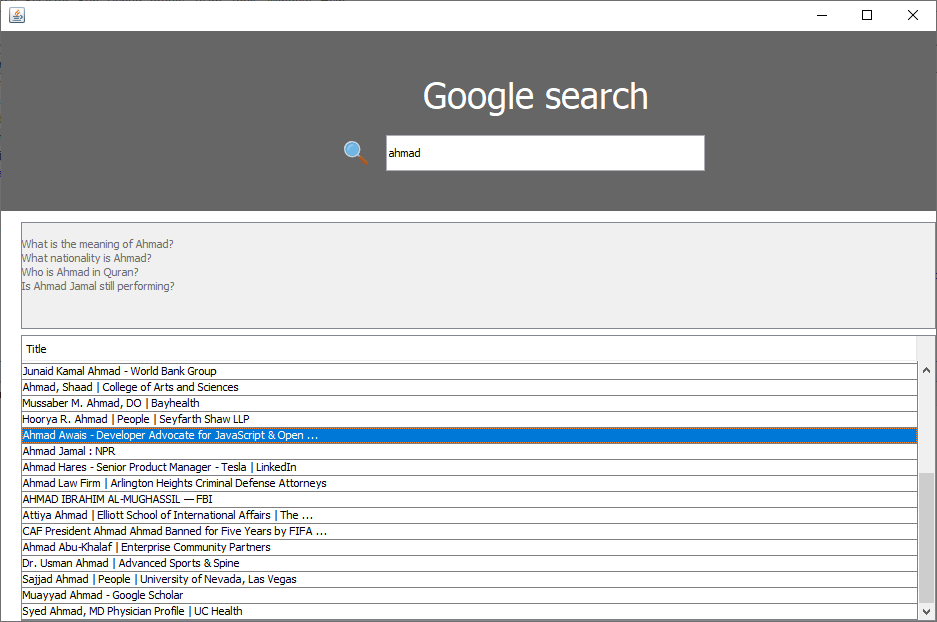 Google search
ahmad
What is the meaning of Ahmad?
What nationality is Ahmad?
Who is Ahmad in Quran?
Is Ahmad Jamal still performing?
Title
Junaid Kamal Ahmad - World Bank Group
Ahmad, Shaad | College of Arts and Sciences
Mussaber M. Ahmad, DO | Bayhealth
Hoorya R. Ahmad | People | Seyfarth Shaw LLP
Ahmad Awais - Developer Advocate for JavaScript & Open ...
Ahmad Jamal : NPR
Ahmad Hares - Senior Product Manager - Tesla | LinkedIn
Ahmad Law Firm | Arlington Heights Criminal Defense Attorneys
AHMAD IBRAHIM AL-MUGHASSIL — FBI
Attiya Ahmad | Elliott School of International Affairs | The ...
CAF President Ahmad Ahmad Banned for Five Years by FIFA ...
Ahmad Abu-Khalaf | Enterprise Community Partners
Dr. Usman Ahmad | Advanced Sports & Spine
Sajjad Ahmad | People | University of Nevada, Las Vegas
Muayyad Ahmad - Google Scholar
Syed Ahmad, MD Physician Profile | UC Health